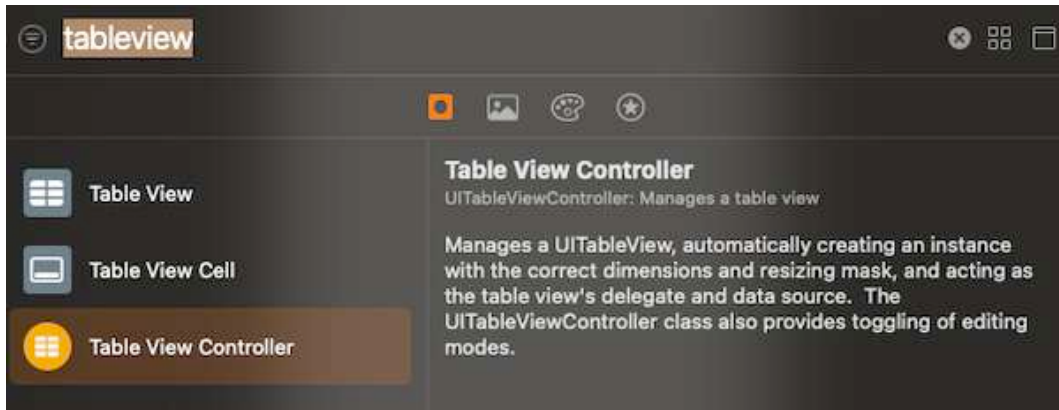 tableview
Table View
Table View Cell
Table View Controller
Table View Controller
UITableViewController: Manages a table view
Manages a UITableView, automatically creating an instance
with the correct dimensions and resizing mask, and acting as
the table view's delegate and data source.  The
UITableViewController class also provides toggling of editing
modes.